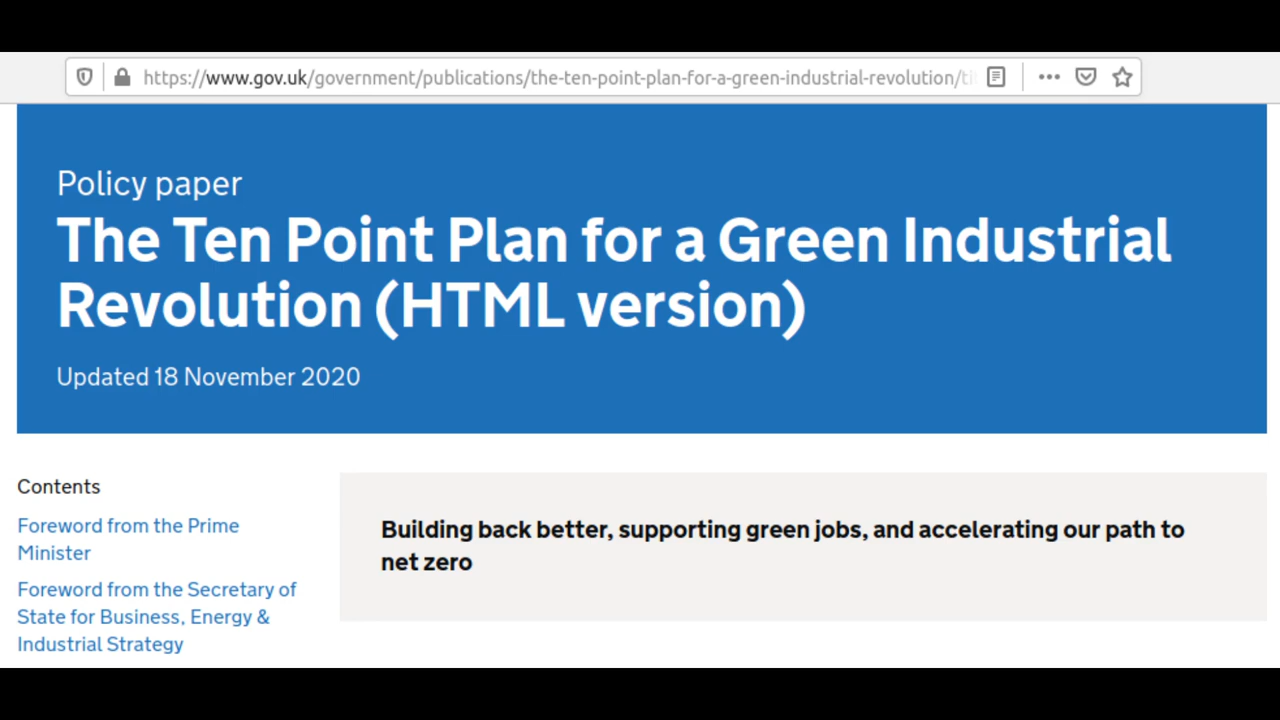 https://www.gov.uk/government/publications/the-ten-point-plan-for-a-green-industrial-revolution/
Policy paper
The Ten Point Plan for a Green Industrial
Revolution (HTML version)
Updated 18 November 2020
Contents
Foreword from the Prime
Minister
Foreword from the Secretary of
State for Business, Energy &
Industrial Strategy
Building back better, supporting green jobs, and accelerating our path to
net zero